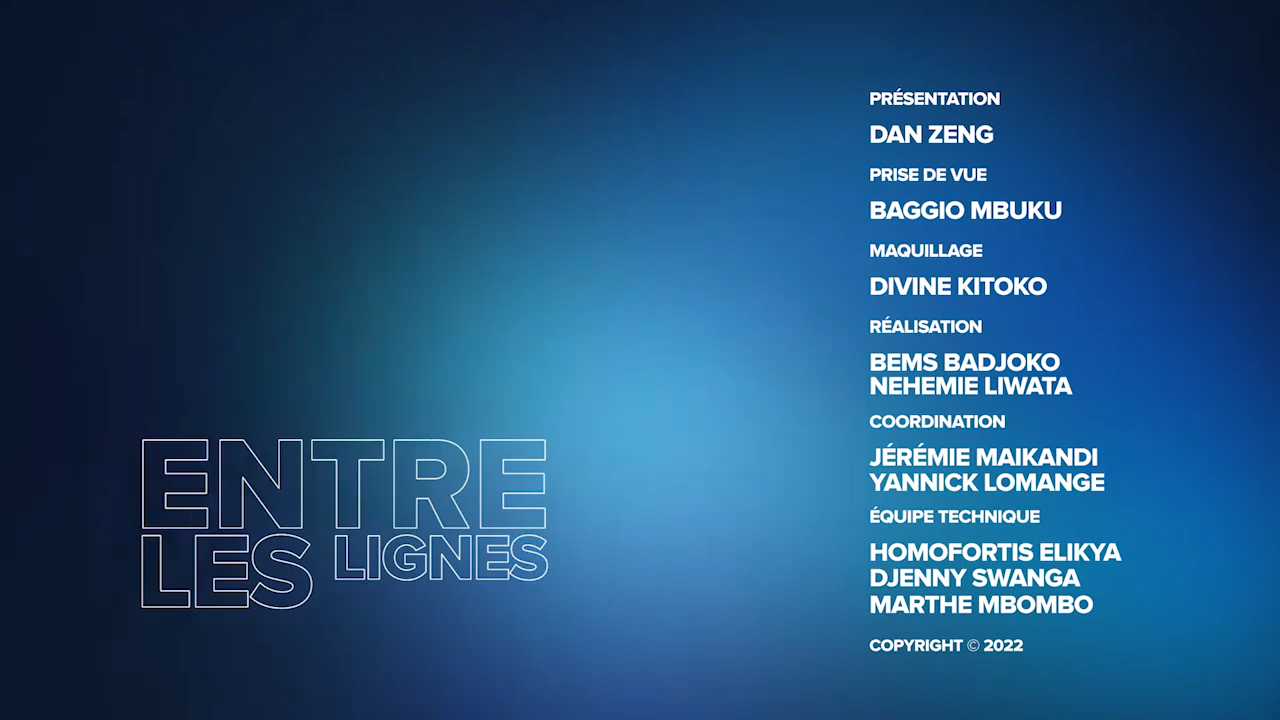 ENTRE
LES LIGNES
PRÉSENTATION
DAN ZENG
PRISE DE VUE
BAGGIO MBUKU
MAQUILLAGE
DIVINE KITOKO
RÉALISATION
BEMS BADJOKO
NEHEMIE LIWATA
COORDINATION
JÉRÉMIE MAIKANDI
YANNICK LOMANGE
ÉQUIPE TECHNIQUE
HOMOFORTIS ELIKYA
DJENNY SWANGA
MARTHE MBOMBO
COPYRIGHT © 2022